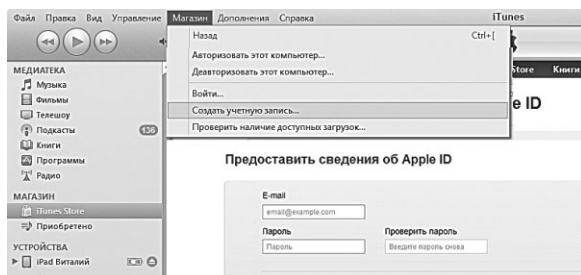 Файл Правка Вид Управление Магазин Дополнения Справка iTunes
Назад Ctrl+[
Авторизовать этот компьютер...
Деавторизовать этот компьютер...
Войти...
Создать учетную запись...
Проверить наличие доступных загрузок...
МЕДИАТЕКА
Музыка
Фильмы
Телешоу
Подкасты 136
Книги
Программы
Радио
МАГАЗИН
iTunes Store
Приобретено
УСТРОЙСТВА
iPad Виталий
Store Книги
e ID
Предоставить сведения об Apple ID
E-mail
email@example.com
Пароль Проверить пароль
Пароль Введите пароль снова